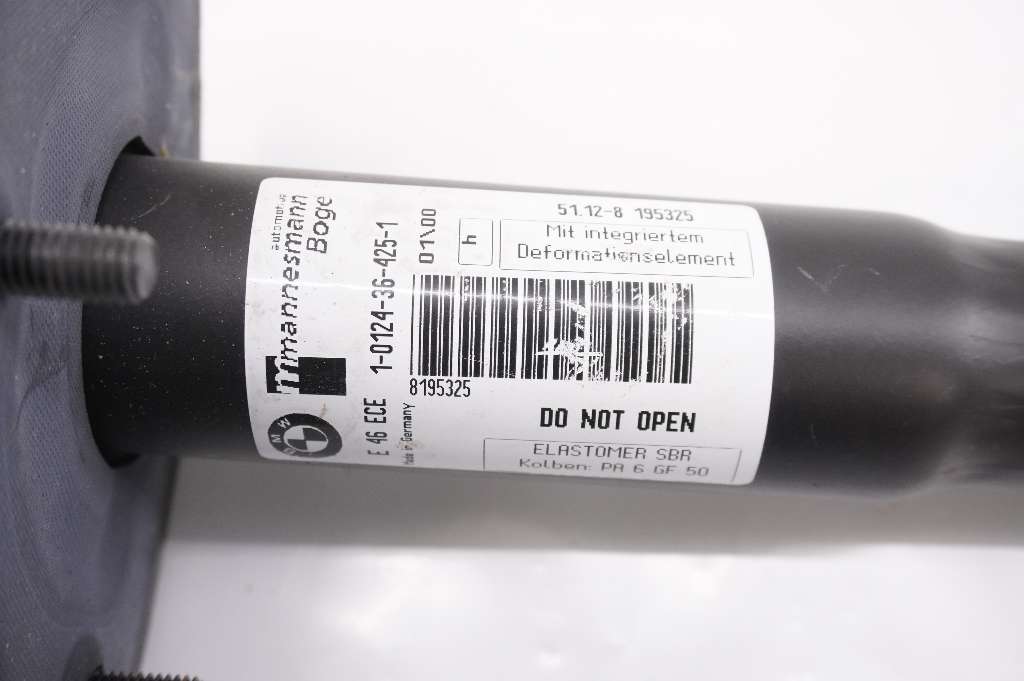 automotive
mannesmann
Boge
BMW
E 46 ECE 1-0124-36-425-1
Made in Germany
01\00
h
51.12-8 195325
Mit integriertem
Deformationselement
8195325
DO NOT OPEN
ELASTOMER SBR
Kolben: PA 6 GF 50